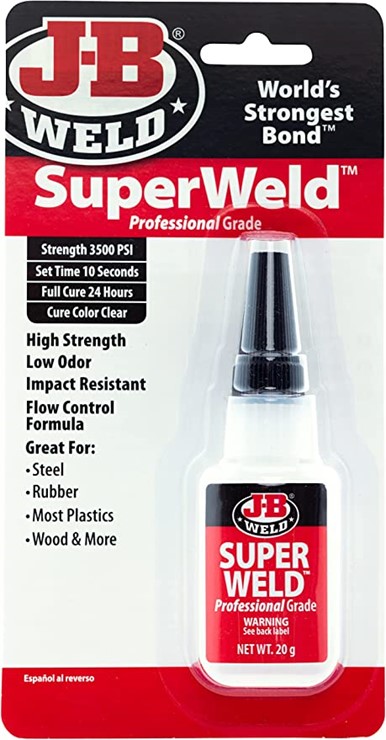 J-B®
WELD
World's
Strongest
Bond™
SuperWeld™
Professional Grade
Strength 3500 PSI
Set Time 10 Seconds
Full Cure 24 Hours
Cure Color Clear
High Strength
Low Odor
Impact Resistant
Flow Control
Formula
Great For:
• Steel
• Rubber
• Most Plastics
• Wood & More
J-B®
WELD
SUPER
WELD™
Professional Grade
WARNING
See back label
NET WT. 20 g
Español al reverso